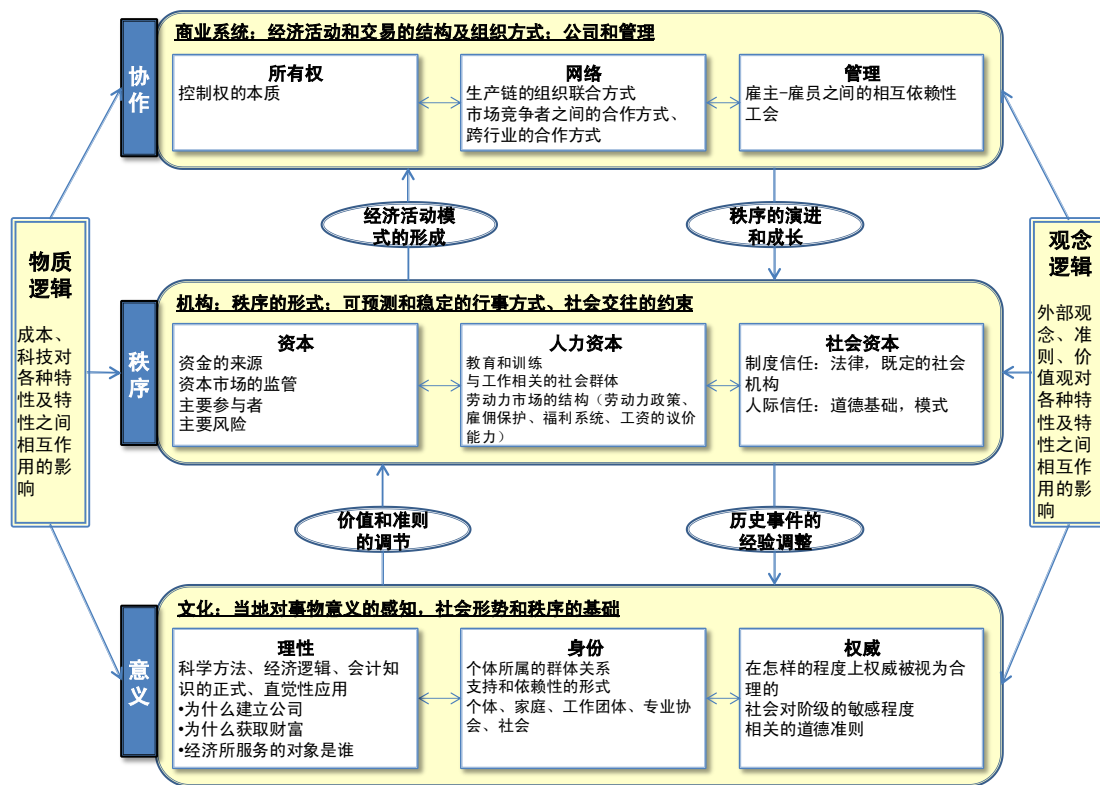 协作
商业系统：经济活动和交易的结构及组织方式；公司和管理
所有权
控制权的本质
网络
生产链的组织联合方式
市场竞争者之间的合作方式、
跨行业的合作方式
管理
雇主-雇员之间的相互依赖性
工会
经济活动模
式的形成
秩序的演进
和成长
物质
逻辑
成本、
科技对
各种特
性及特
性之间
相互作
用的影
响
观念
逻辑
外部观
念、准
则、价
值观对
各种特
性及特
性之间
相互作
用的影
响
秩序
机构：秩序的形式：可预测和稳定的行事方式、社会交往的约束
资本
资金的来源
资本市场的监管
主要参与者
主要风险
人力资本
教育和训练
与工作相关的社会群体
劳动力市场的结构（劳动力政策、
雇佣保护、福利系统、工资的议价
能力）
社会资本
制度信任：法律，既定的社会
机构
人际信任：道德基础，模式
价值和准则
的调节
历史事件的
经验调整
意义
文化：当地对事物意义的感知，社会形势和秩序的基础
理性
科学方法、经济逻辑、会计知
识的正式、直觉性应用
•为什么建立公司
•为什么获取财富
•经济所服务的对象是谁
身份
个体所属的群体关系
支持和依赖性的形式
个体、家庭、工作团体、专业协
会、社会
权威
在怎样的程度上权威被视为合
理的
社会对阶级的敏感程度
相关的道德准则